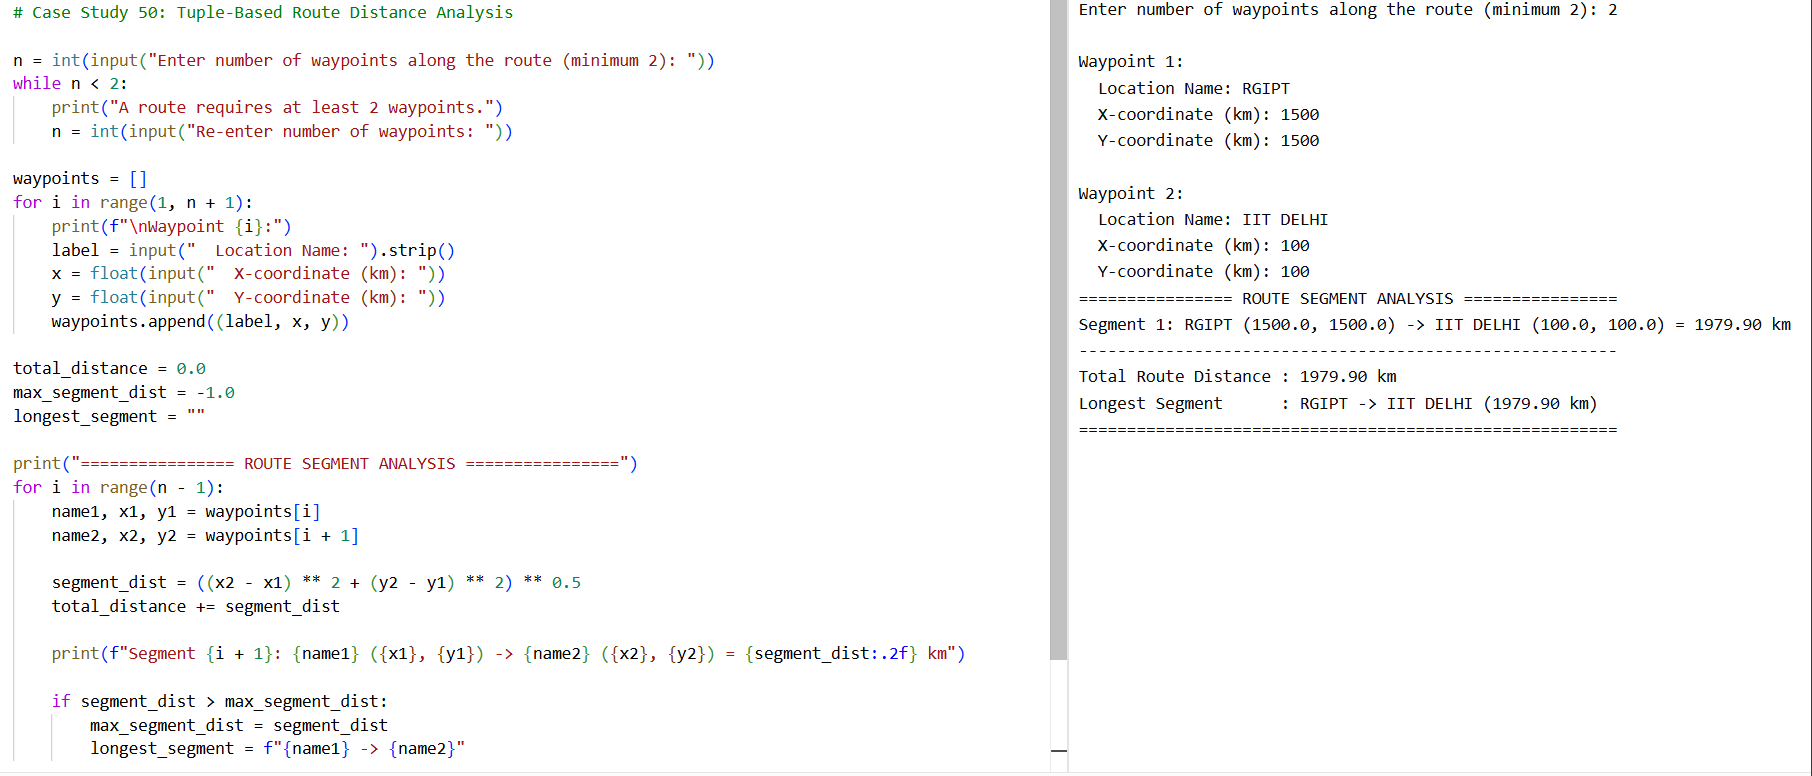 # Case Study 50: Tuple-Based Route Distance Analysis

n = int(input("Enter number of waypoints along the route (minimum 2): "))
while n < 2:
    print("A route requires at least 2 waypoints.")
    n = int(input("Re-enter number of waypoints: "))

waypoints = []
for i in range(1, n + 1):
    print(f"\nWaypoint {i}:")
    label = input("  Location Name: ").strip()
    x = float(input("  X-coordinate (km): "))
    y = float(input("  Y-coordinate (km): "))
    waypoints.append((label, x, y))

total_distance = 0.0
max_segment_dist = -1.0
longest_segment = ""

print("================ ROUTE SEGMENT ANALYSIS ================")
for i in range(n - 1):
    name1, x1, y1 = waypoints[i]
    name2, x2, y2 = waypoints[i + 1]

    segment_dist = ((x2 - x1) ** 2 + (y2 - y1) ** 2) ** 0.5
    total_distance += segment_dist

    print(f"Segment {i + 1}: {name1} ({x1}, {y1}) -> {name2} ({x2}, {y2}) = {segment_dist:.2f} km")

    if segment_dist > max_segment_dist:
        max_segment_dist = segment_dist
        longest_segment = f"{name1} -> {name2}"

Enter number of waypoints along the route (minimum 2): 2

Waypoint 1:
  Location Name: RGIPT
  X-coordinate (km): 1500
  Y-coordinate (km): 1500

Waypoint 2:
  Location Name: IIT DELHI
  X-coordinate (km): 100
  Y-coordinate (km): 100
================ ROUTE SEGMENT ANALYSIS ================
Segment 1: RGIPT (1500.0, 1500.0) -> IIT DELHI (100.0, 100.0) = 1979.90 km
--------------------------------------------------------
Total Route Distance : 1979.90 km
Longest Segment      : RGIPT -> IIT DELHI (1979.90 km)
========================================================